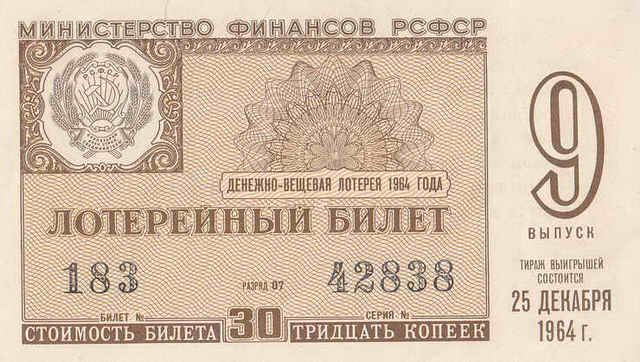 МИНИСТЕРСТВО ФИНАНСОВ РСФСР
РСФСР
ДЕНЕЖНО-ВЕЩЕВАЯ ЛОТЕРЕЯ 1964 ГОДА
ЛОТЕРЕЙНЫЙ БИЛЕТ
183 РАЗРЯД 07 42838
БИЛЕТ № СЕРИЯ №
СТОИМОСТЬ БИЛЕТА 30 ТРИДЦАТЬ КОПЕЕК
9
ВЫПУСК
ТИРАЖ ВЫИГРЫШЕЙ
СОСТОИТСЯ
25 ДЕКАБРЯ
1964 г.